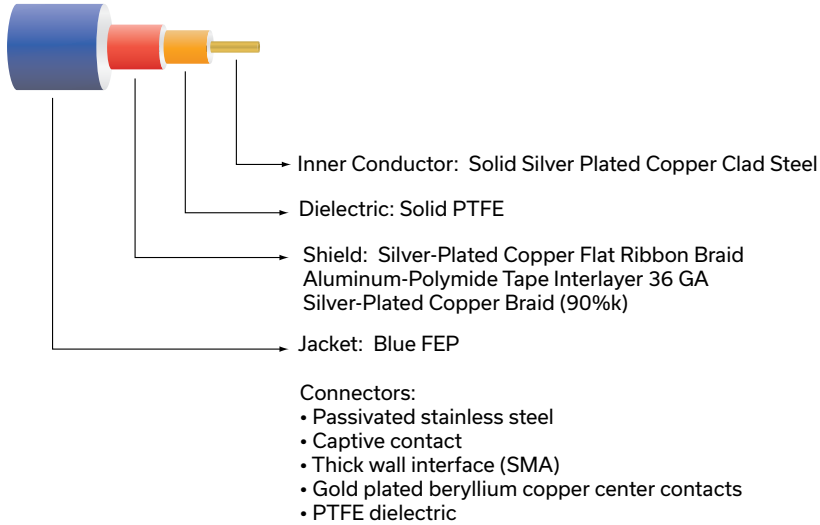 Inner Conductor: Solid Silver Plated Copper Clad Steel
Dielectric: Solid PTFE
Shield: Silver-Plated Copper Flat Ribbon Braid
Aluminum-Polymide Tape Interlayer 36 GA
Silver-Plated Copper Braid (90%k)
Jacket: Blue FEP
Connectors:
• Passivated stainless steel
• Captive contact
• Thick wall interface (SMA)
• Gold plated beryllium copper center contacts
• PTFE dielectric